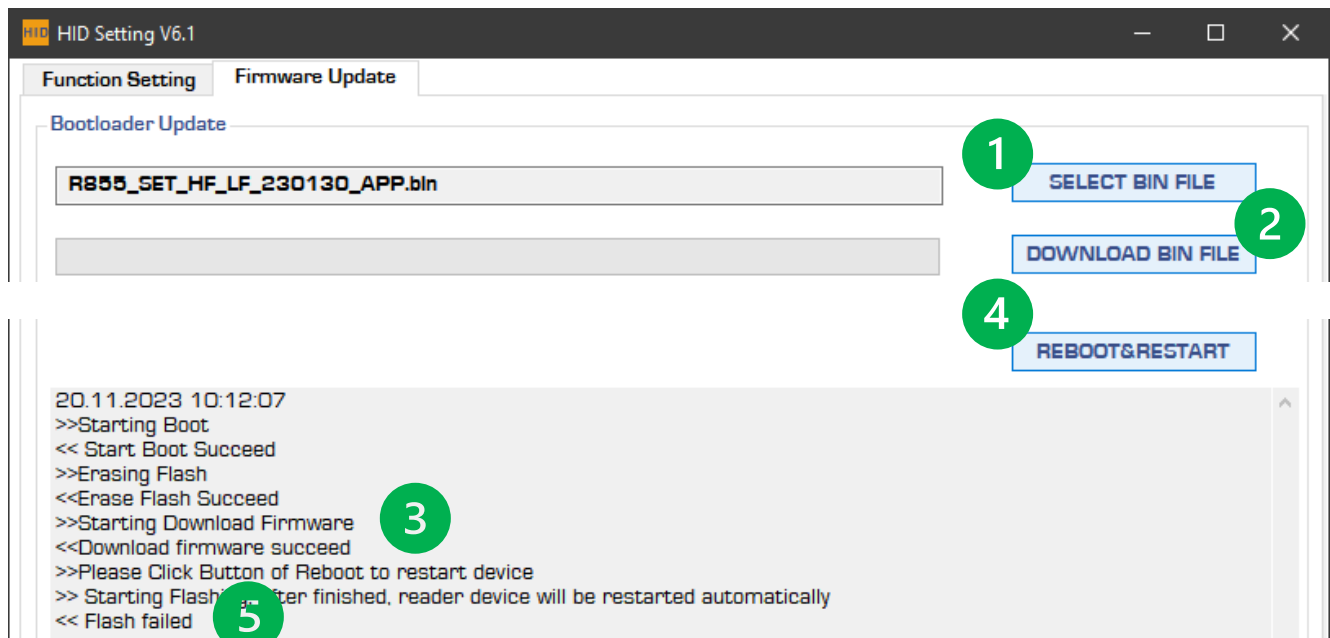 HID HID Setting V6.1
Function Setting Firmware Update
Bootloader Update
1
R855_SET_HF_LF_230130_APP.bin SELECT BIN FILE
2
DOWNLOAD BIN FILE
4
REBOOT&RESTART
20.11.2023 10:12:07
>>Starting Boot
<< Start Boot Succeed
>>Erasing Flash
<<Erase Flash Succeed
>>Starting Download Firmware
3
<<Download firmware succeed
>>Please Click Button of Reboot to restart device
>> Starting finished, reader device will be restarted automatically
<< Flash failed
5